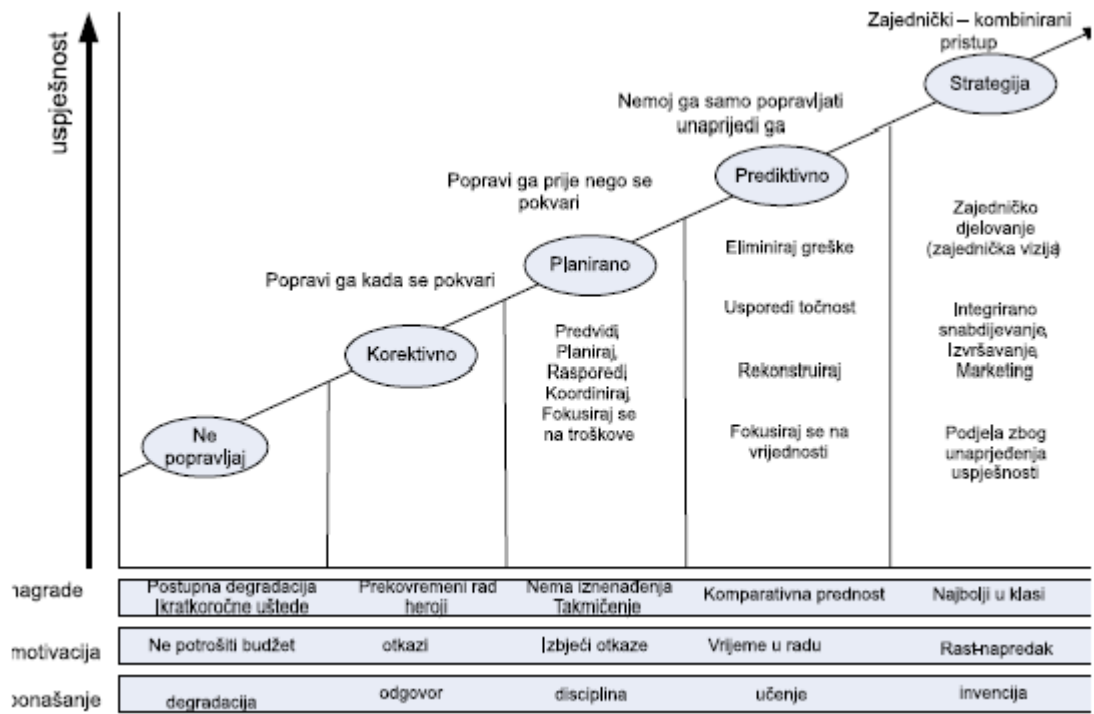 uspješnost
Zajednički – kombinirani
pristup
Strategija
Nemoj ga samo popravljati
unaprijedi ga
Prediktivno
Popravi ga prije nego se
pokvari
Planirano
Popravi ga kada se pokvari
Korektivno
Ne
popravljaj
Predvidi,
Planiraj,
Rasporedi,
Koordiniraj,
Fokusiraj se
na troškove
Eliminiraj greške
Usporedi točnost
Rekonstruiraj
Fokusiraj se na
vrijednosti
Zajedničko
djelovanje
(zajednička vizija)
Integrirano
snabdijevanje,
Izvršavanje,
Marketing
Podjela zbog
unaprjeđenja
uspješnosti
nagrade
Postupna degradacija
Ikratkoročne uštede
Prekovremeni rad
heroji
Nema iznenađenja
Takmičenje
Komparativna prednost
Najbolji u klasi
motivacija
Ne potrošiti budžet
otkazi
Izbjeći otkaze
Vrijeme u radu
Rast-napredak
ponašanje
degradacija
odgovor
disciplina
učenje
invencija